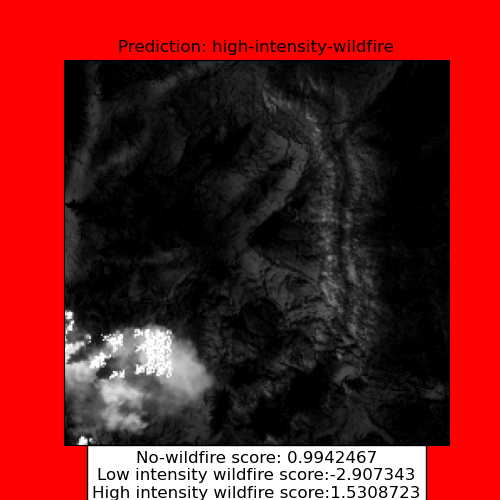 Prediction: high-intensity-wildfire
No-wildfire score: 0.9942467
Low intensity wildfire score:-2.907343
High intensity wildfire score:1.5308723